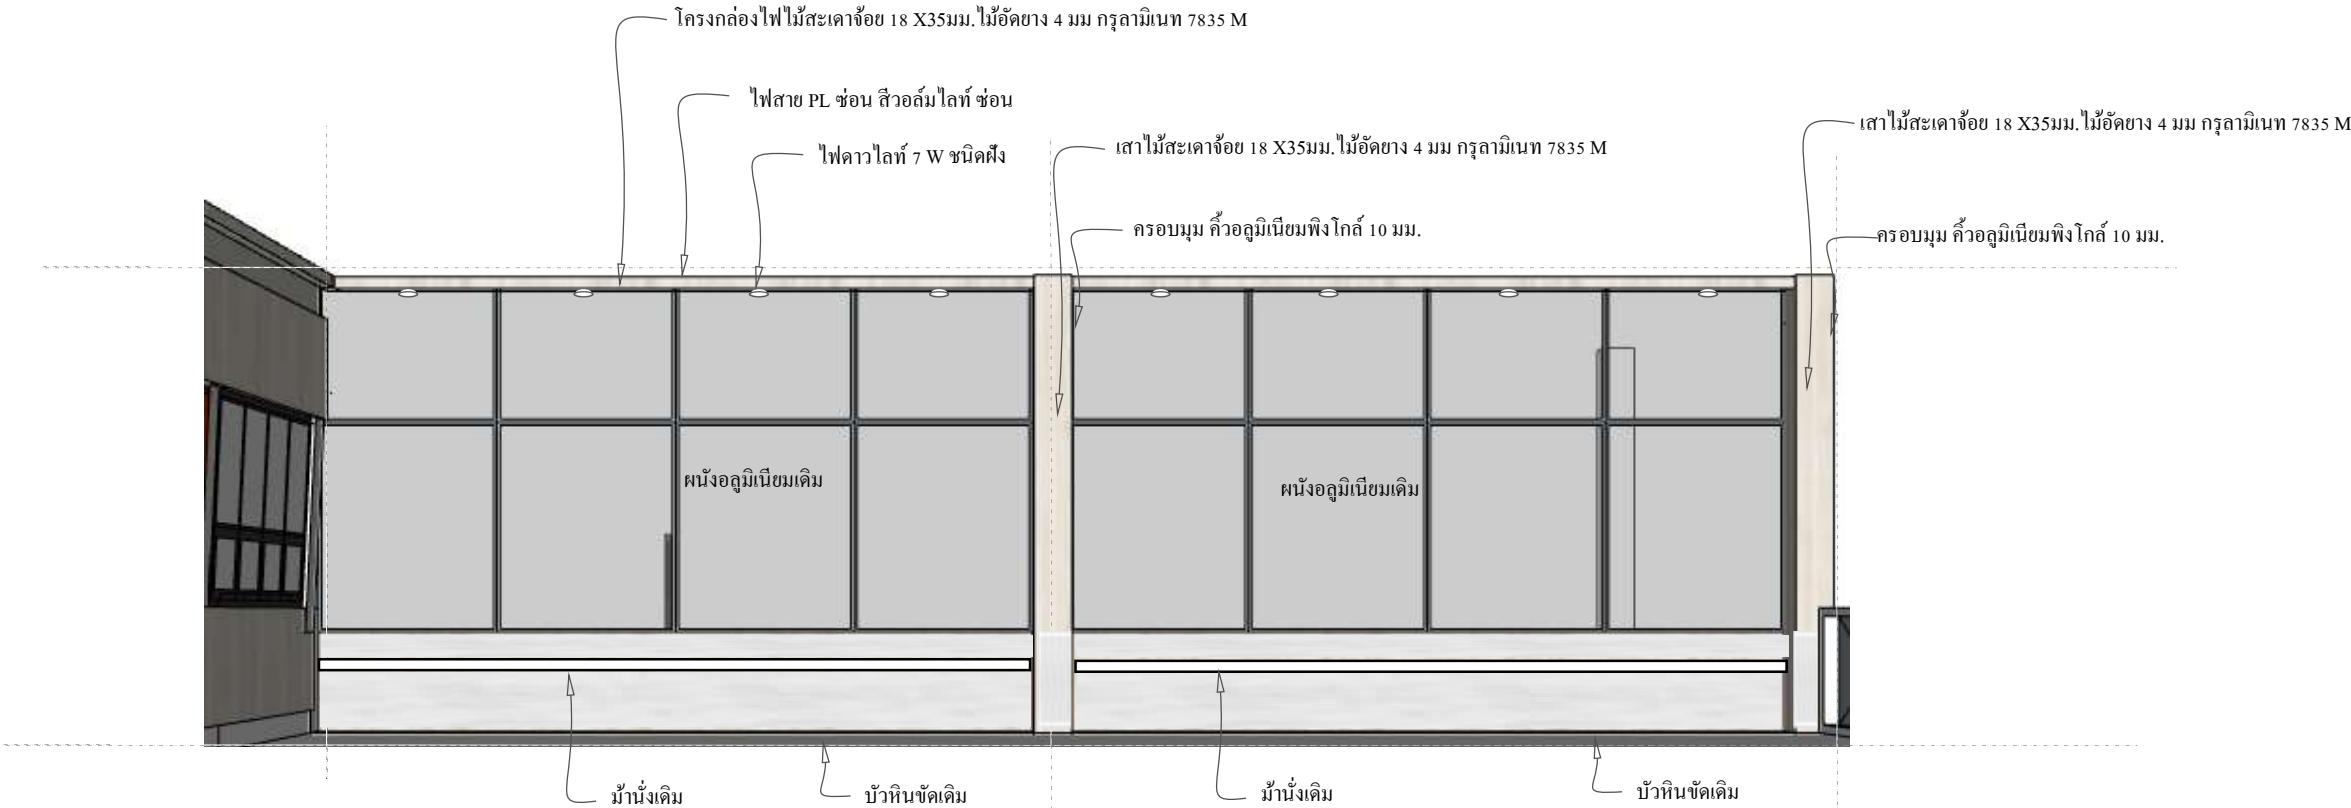 โครงกล่องไฟไม้สะเดาจ้อย 18 X35มม.ไม้อัดยาง 4 มม กรุลามิเนท 7835 M
ไฟสาย PL ซ่อน สีวอล์มไลท์ ซ่อน
เสาไม้สะเดาจ้อย 18 X35มม.ไม้อัดยาง 4 มม กรุลามิเนท 7835 M
เสาไม้สะเดาจ้อย 18 X35มม.ไม้อัดยาง 4 มม กรุลามิเนท 7835 M
ไฟดาวไลท์ 7 W ชนิดฝัง
ครอบมุม คิ้วอลูมิเนียมพิงโกล์ 10 มม.
ครอบมุม คิ้วอลูมิเนียมพิงโกล์ 10 มม.
ผนังอลูมิเนียมเดิม
ผนังอลูมิเนียมเดิม
ม้านั่งเดิม
บัวหินขัดเดิม
ม้านั่งเดิม
บัวหินขัดเดิม